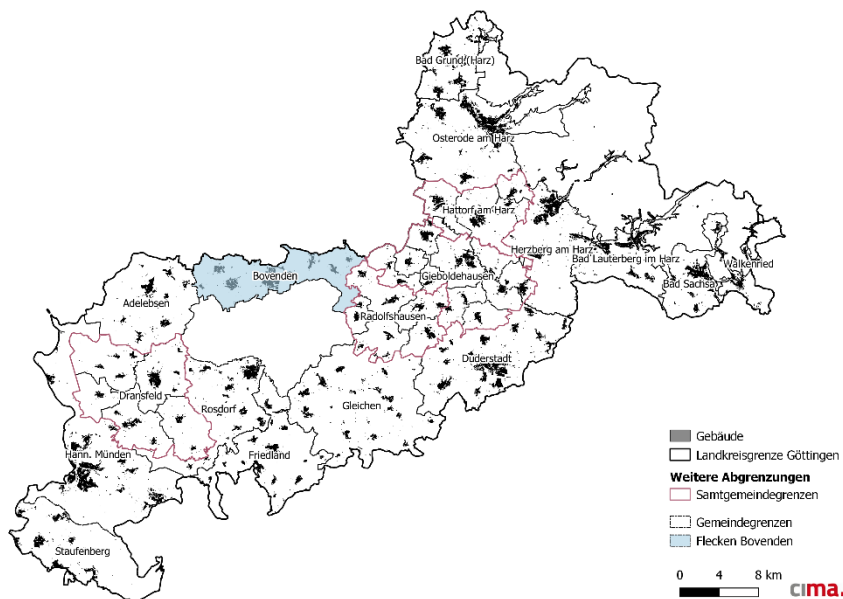 Bad Grund (Harz)
Osterode am Harz
Hattorf am Harz
Herzberg am Harz
Bad Lauterberg im Harz
Walkenried
Bad Sachsa
Gieboldehausen
Bovenden
Adelebsen
Radolfshausen
Duderstadt
Dransfeld
Rosdorf
Gleichen
Hann. Münden
Friedland
Staufenberg
Gebäude
Landkreisgrenze Göttingen
Weitere Abgrenzungen
Samtgemeindegrenzen
Gemeindegrenzen
Flecken Bovenden
0 4 8 km
cima.